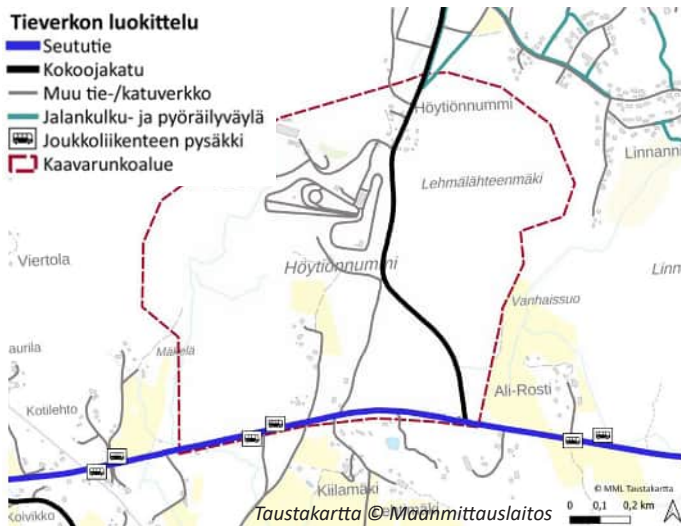 Tieverkon luokittelu
Seututie
Kokoojakatu
Muu tie-/katuverkko
Jalankulku- ja pyöräilyväylä
Joukkoliikenteen pysäkki
Kaavarunkoalue
Höytiönnummi
Linnanni
Lehmälähteenmäki
Viertola
Höytiönnummi
Linn
Vanhaissuo
aurila
Mäkelä
Ali-Rosti
Kotilehto
© MML Taustakartta
0 0,1 0,2 km
Kiilamäki
Koivikko
Taustakartta © Maanmittauslaitos